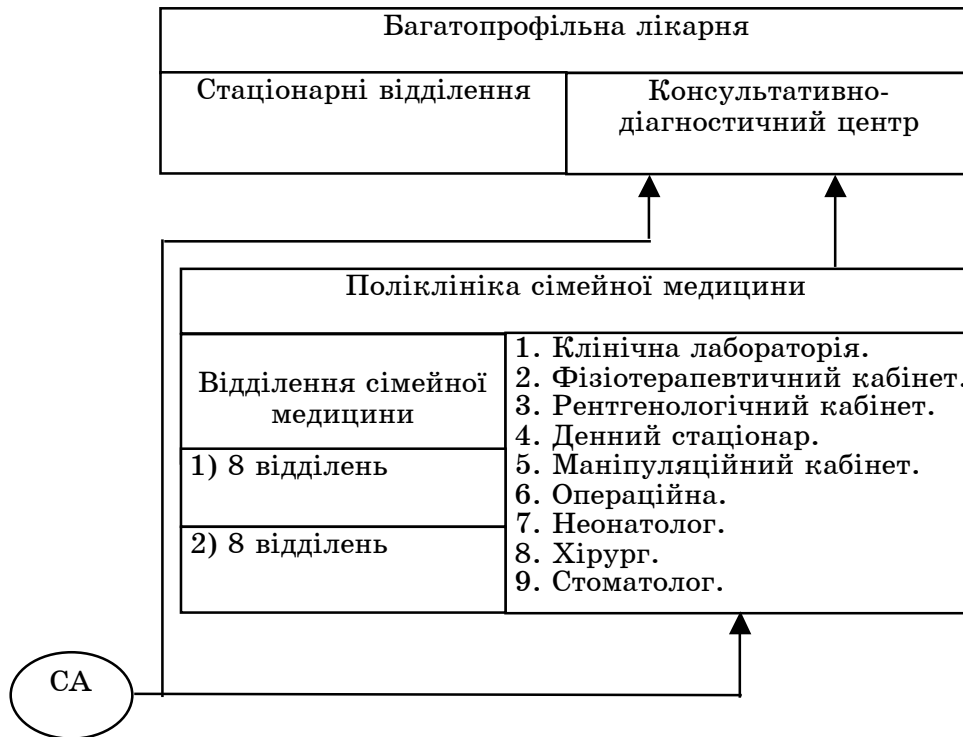 Багатопрофільна лікарня
Стаціонарні відділення
Консультативно-
діагностичний центр
Поліклініка сімейної медицини
Відділення сімейної
медицини
1) 8 відділень
2) 8 відділень
1. Клінічна лабораторія.
2. Фізіотерапевтичний кабінет.
3. Рентгенологічний кабінет.
4. Денний стаціонар.
5. Маніпуляційний кабінет.
6. Операційна.
7. Неонатолог.
8. Хірург.
9. Стоматолог.
СА